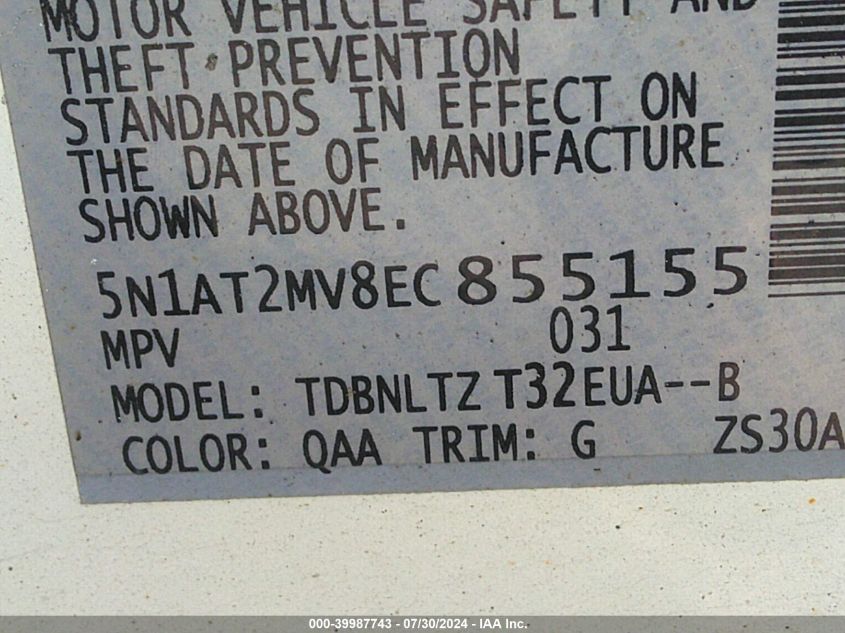 MOTOR VEHICLE SAFETY AND
THEFT PREVENTION
STANDARDS IN EFFECT ON
THE DATE OF MANUFACTURE
SHOWN ABOVE.
5N1AT2MV8EC855155
MPV 031
MODEL: TDBNLTZ T32EUA--B
COLOR: QAA TRIM: G ZS30A
000-39987743 / 07/30/2024 - IAA Inc.